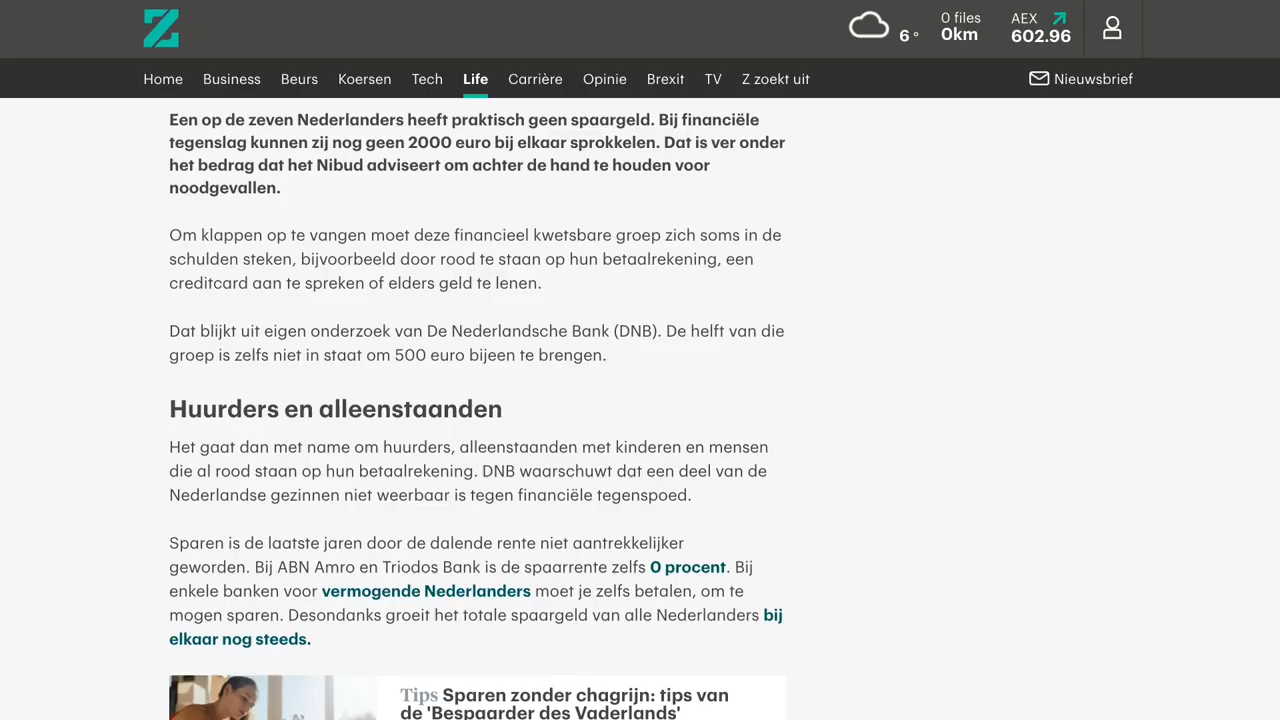 Z
6 °
0 files
0km
AEX
602.96
Home Business Beurs Koersen Tech Life Carrière Opinie Brexit TV Z zoekt uit Nieuwsbrief
Een op de zeven Nederlanders heeft praktisch geen spaargeld. Bij financiële
tegenslag kunnen zij nog geen 2000 euro bij elkaar sprokkelen. Dat is ver onder
het bedrag dat het Nibud adviseert om achter de hand te houden voor
noodgevallen.
Om klappen op te vangen moet deze financieel kwetsbare groep zich soms in de
schulden steken, bijvoorbeeld door rood te staan op hun betaalrekening, een
creditcard aan te spreken of elders geld te lenen.
Dat blijkt uit eigen onderzoek van De Nederlandsche Bank (DNB). De helft van die
groep is zelfs niet in staat om 500 euro bijeen te brengen.
Huurders en alleenstaanden
Het gaat dan met name om huurders, alleenstaanden met kinderen en mensen
die al rood staan op hun betaalrekening. DNB waarschuwt dat een deel van de
Nederlandse gezinnen niet weerbaar is tegen financiële tegenspoed.
Sparen is de laatste jaren door de dalende rente niet aantrekkelijker
geworden. Bij ABN Amro en Triodos Bank is de spaarrente zelfs 0 procent. Bij
enkele banken voor vermogende Nederlanders moet je zelfs betalen, om te
mogen sparen. Desondanks groeit het totale spaargeld van alle Nederlanders bij
elkaar nog steeds.
Tips Sparen zonder chagrijn: tips van
de 'Bespaarder des Vaderlands'